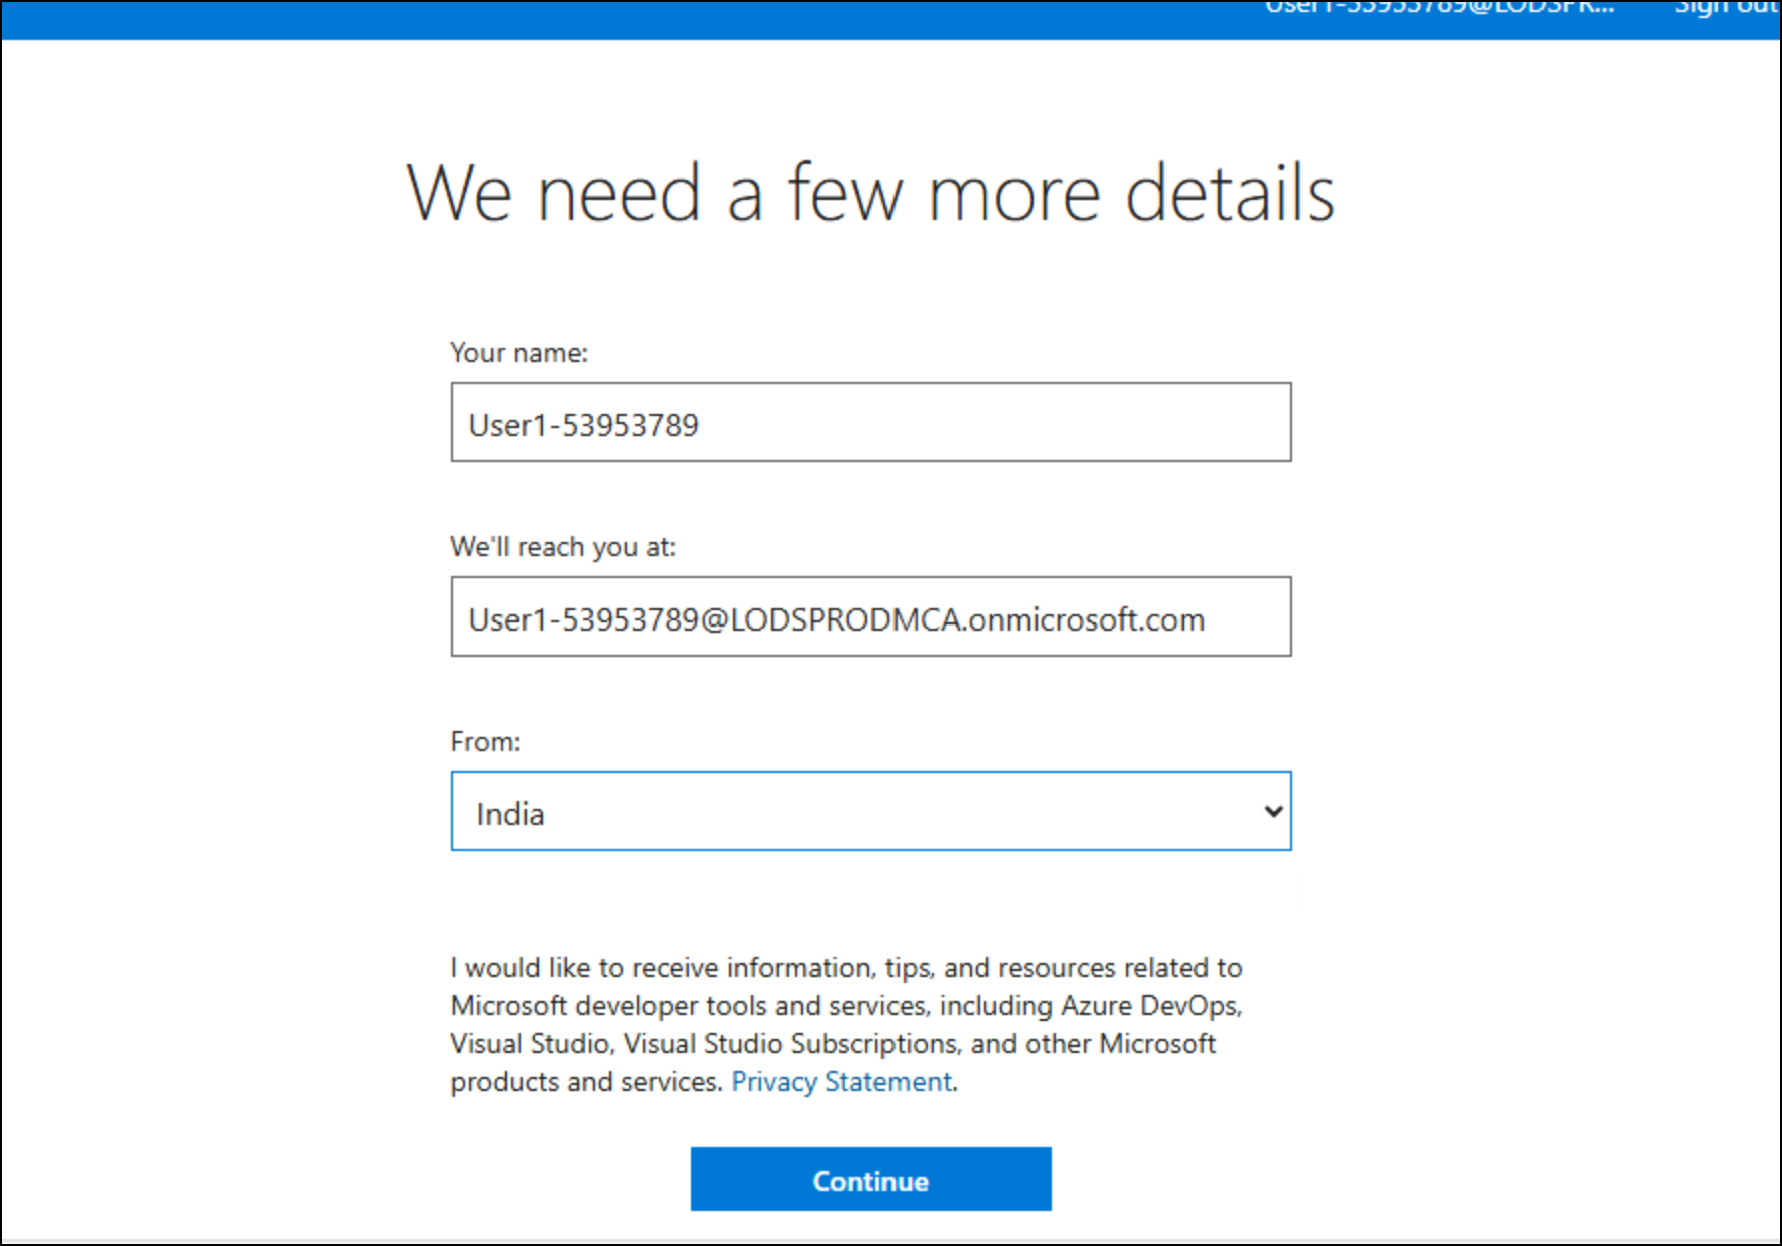 User1-53953789@LODSPR... Sign out
We need a few more details
Your name:
User1-53953789
We'll reach you at:
User1-53953789@LODSPRODMCA.onmicrosoft.com
From:
India
I would like to receive information, tips, and resources related to
Microsoft developer tools and services, including Azure DevOps,
Visual Studio, Visual Studio Subscriptions, and other Microsoft
products and services. Privacy Statement.
Continue